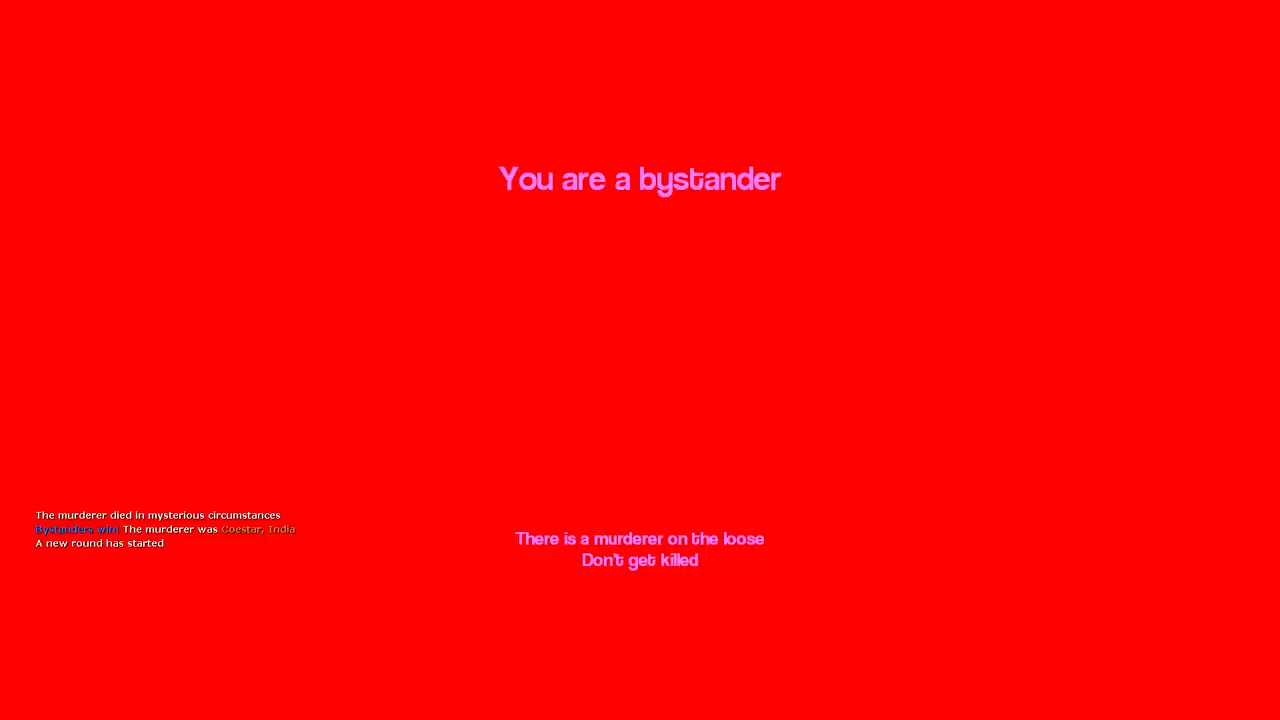 You are a bystander
The murderer died in mysterious circumstances
Bystanders win! The murderer was Coestar, India
A new round has started
There is a murderer on the loose
Don't get killed